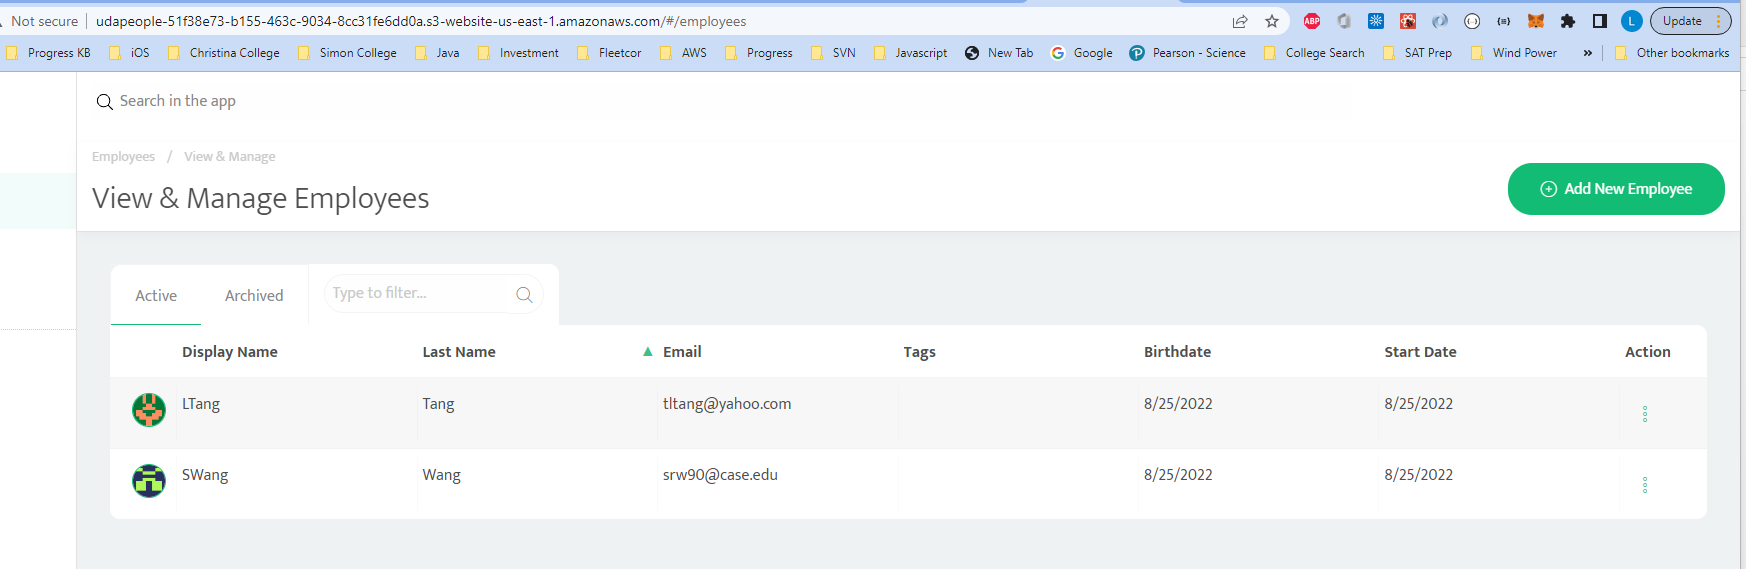 Not secure udapeople-51f38e73-b155-463c-9034-8cc31fe6dd0a.s3-website-us-east-1.amazonaws.com/#/employees ABP L Update
Progress KB iOS Christina College Simon College Java Investment Fleetcor AWS Progress SVN Javascript New Tab Google Pearson - Science College Search SAT Prep Wind Power » Other bookmarks
Search in the app
Employees / View & Manage
View & Manage Employees
Add New Employee
Active Archived Type to filter...
Display Name Last Name Email Tags Birthdate Start Date Action
LTang Tang tltang@yahoo.com 8/25/2022 8/25/2022
SWang Wang srw90@case.edu 8/25/2022 8/25/2022